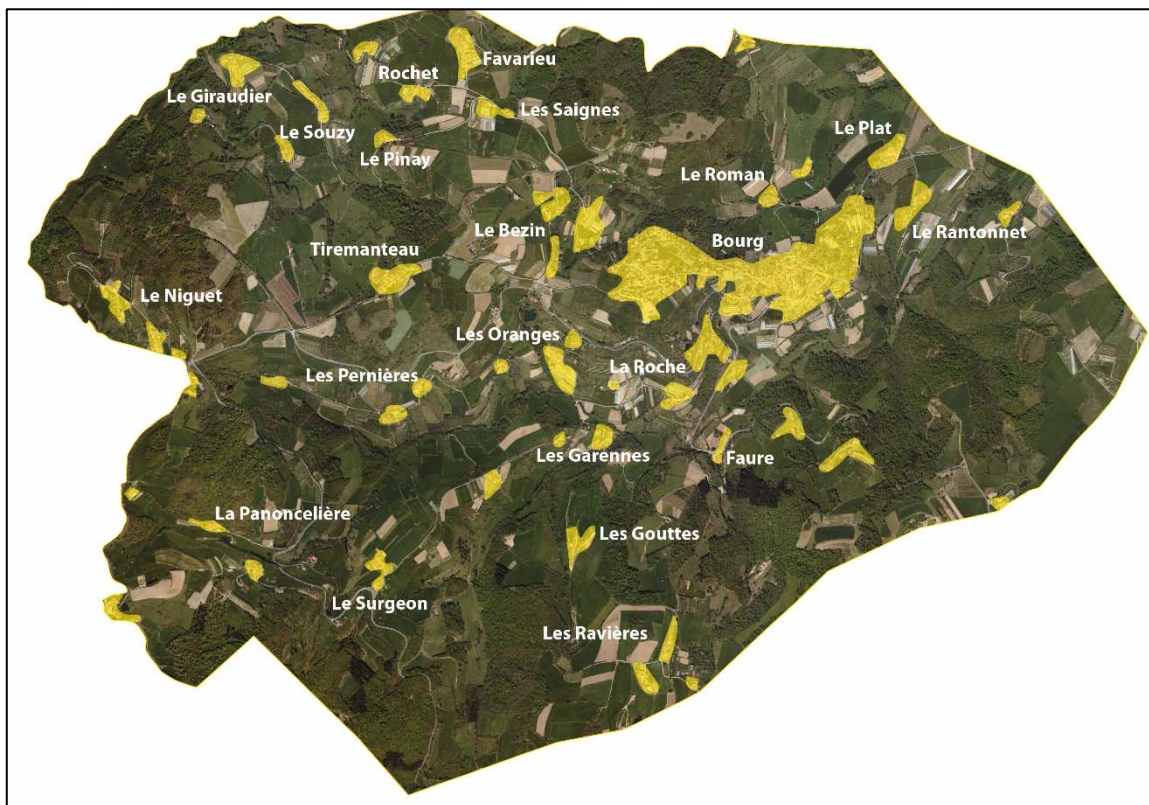 Favarieu
Rochet
Le Giraudier
Les Saignes
Le Souzy
Le Plat
Le Pinay
Le Roman
Le Bezin
Le Rantonnet
Bourg
Tiremanteau
Le Niguet
Les Oranges
La Roche
Les Pernières
Les Garennes
Faure
La Panoncelière
Les Gouttes
Le Surgeon
Les Ravières